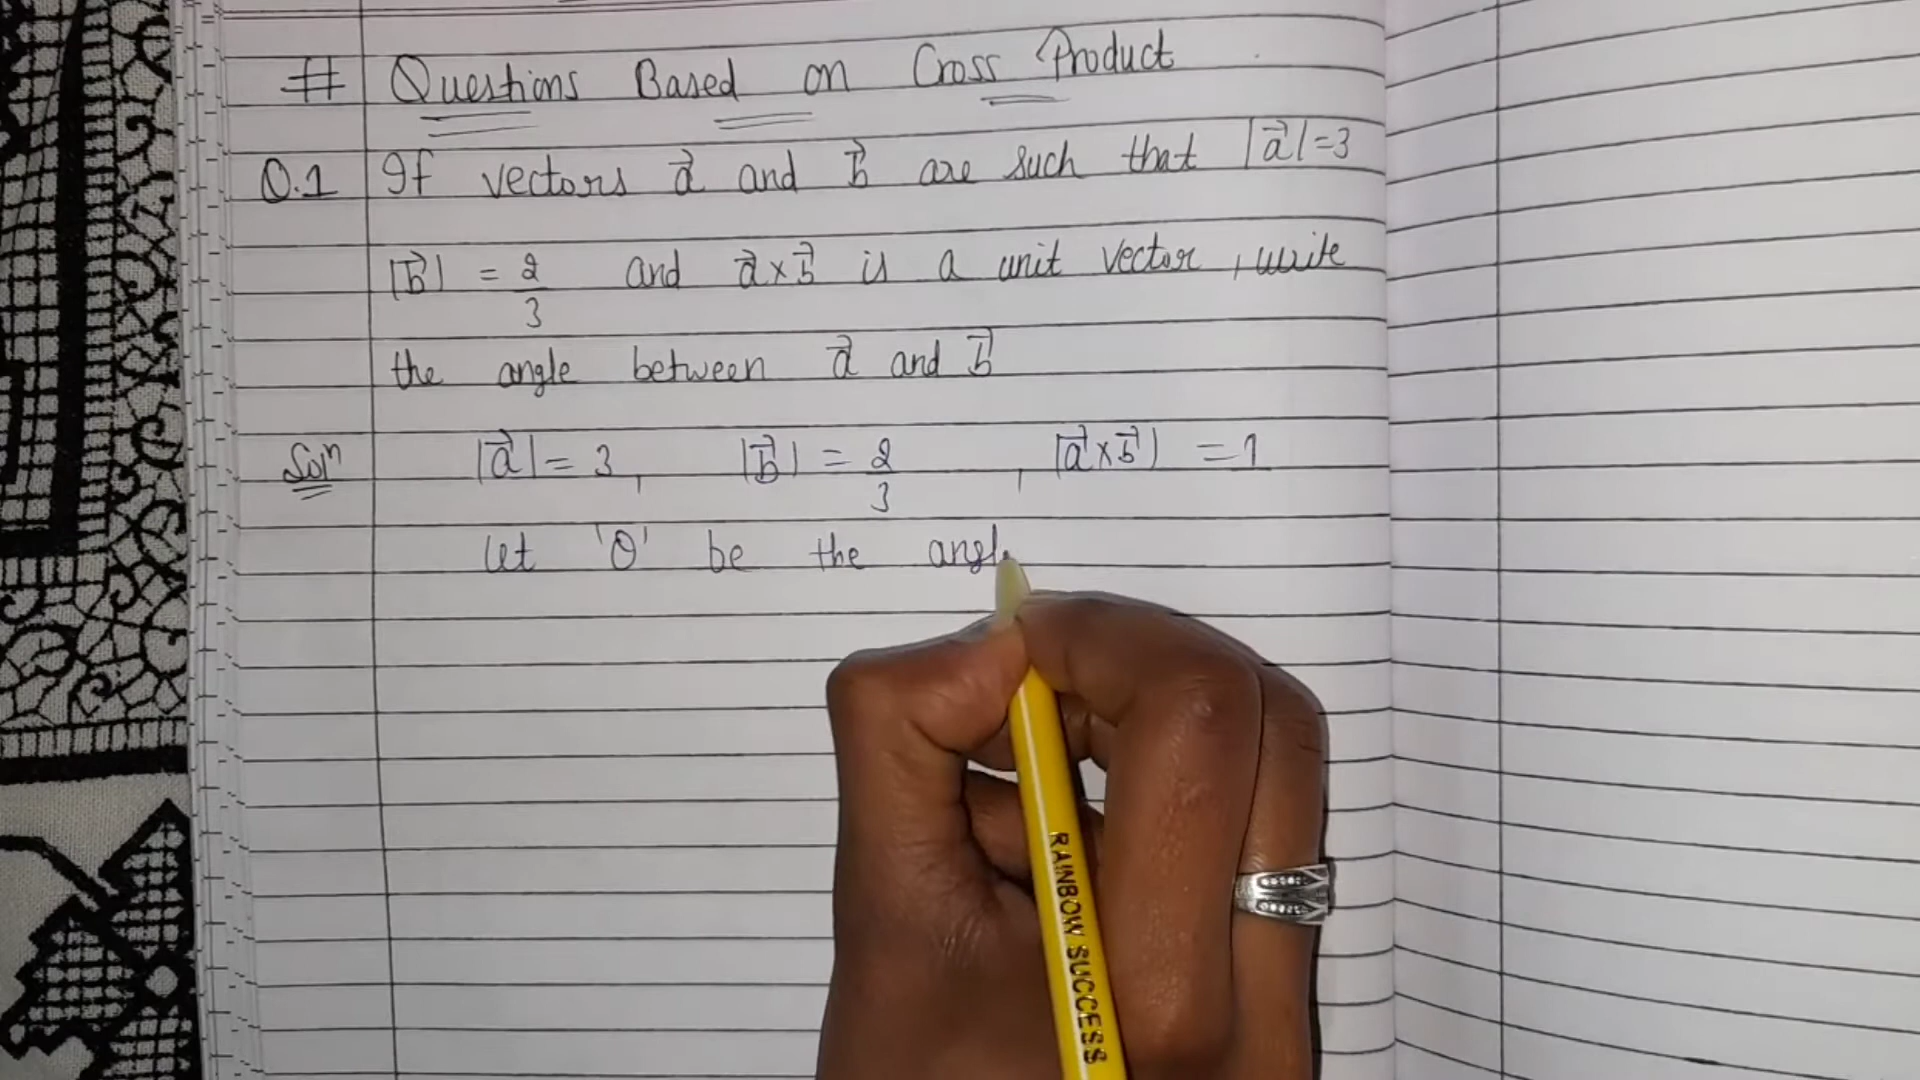 # Questions Based on Cross Product
Q.1 If vectors a⃗ and b⃗ are such that |a⃗|=3
|b⃗| = 2/3 and a⃗×b⃗ is a unit vector, write
the angle between a⃗ and b⃗
Solⁿ |a⃗|= 3, |b⃗| = 2/3, |a⃗×b⃗| =1
let 'θ' be the angle
RAINBOW SUCCESS